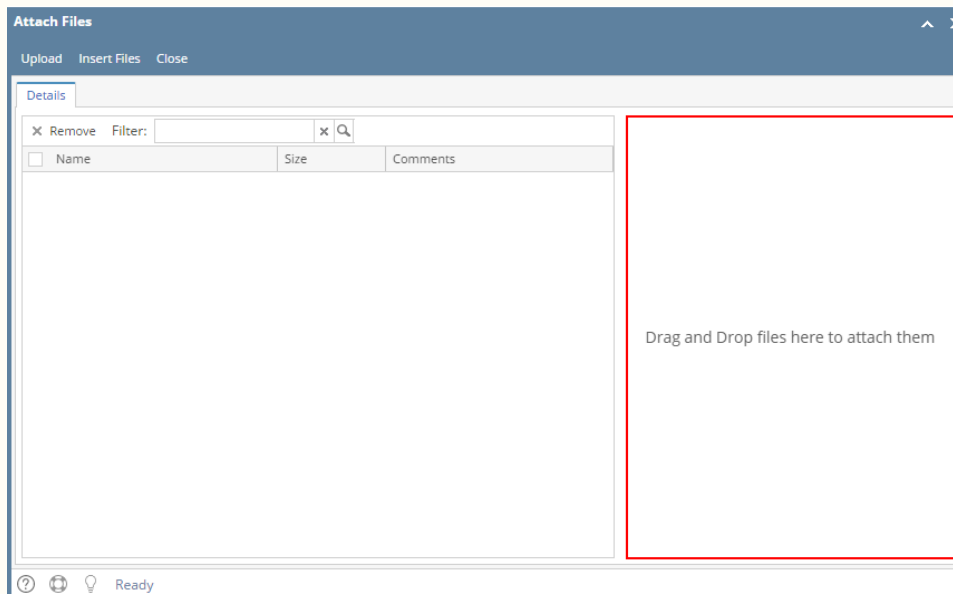 Attach Files
Upload Insert Files Close
Details
Remove Filter:
Name Size Comments
Drag and Drop files here to attach them
Ready